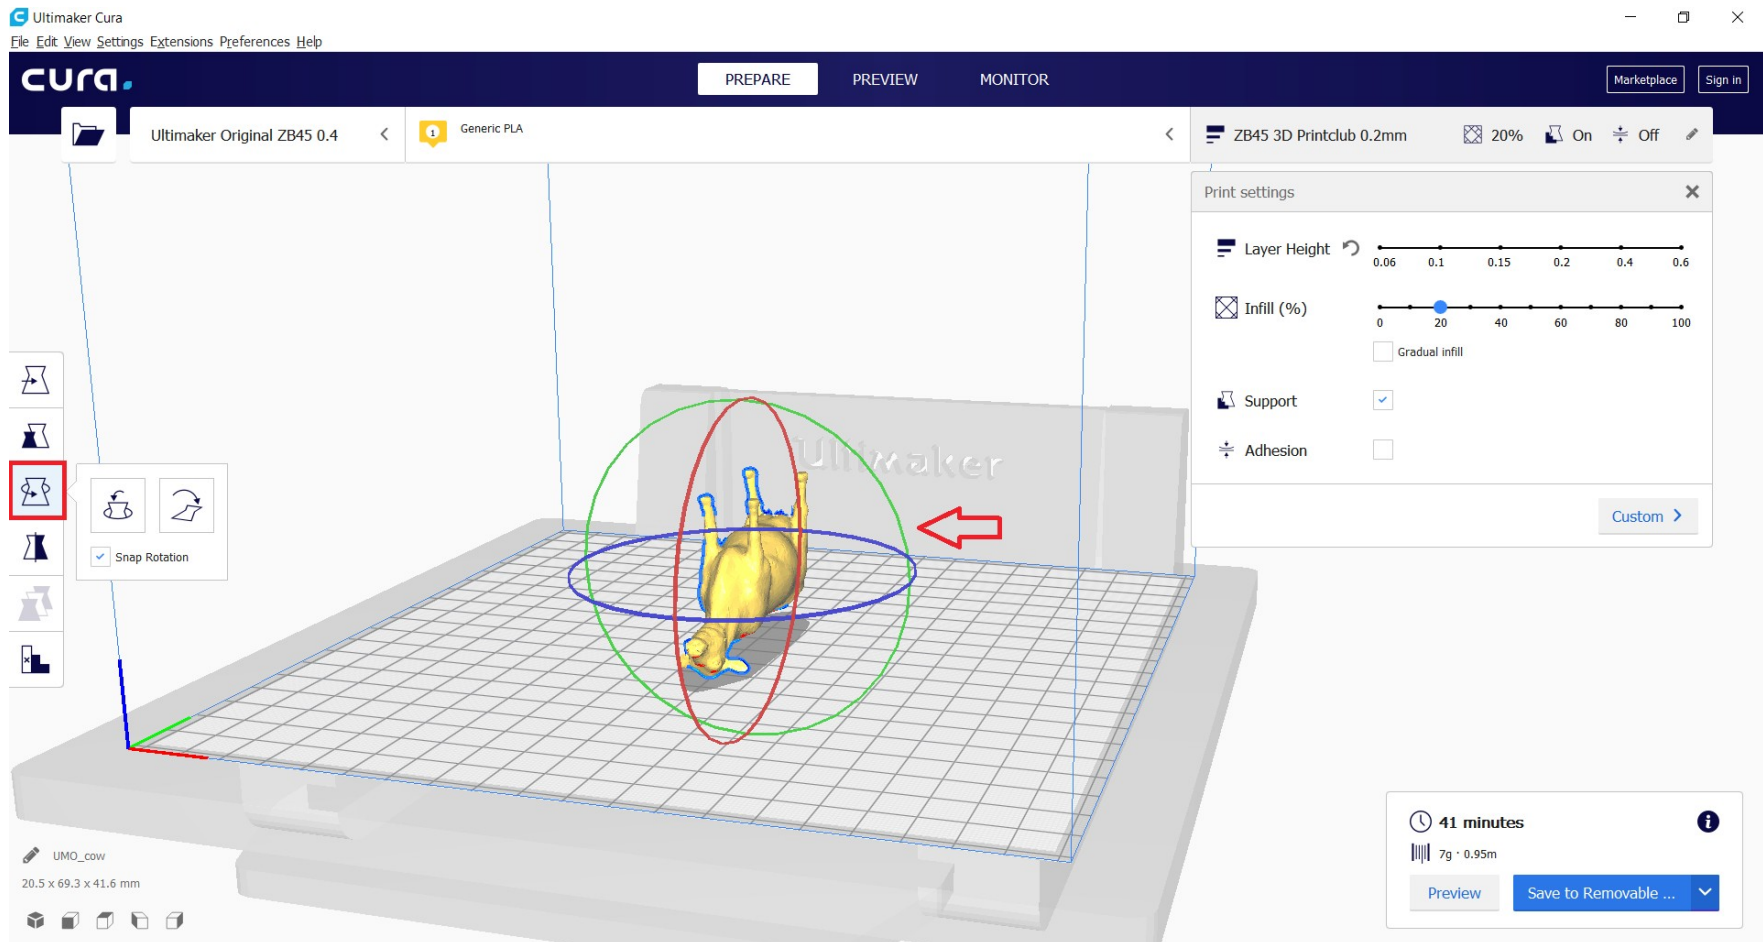 Ultimaker Cura
File Edit View Settings Extensions Preferences Help
cura.
PREPARE PREVIEW MONITOR
Marketplace Sign in
Ultimaker Original ZB45 0.4
1 Generic PLA
ZB45 3D Printclub 0.2mm 20% On Off
Print settings
Layer Height
0.06 0.1 0.15 0.2 0.4 0.6
Infill (%)
0 20 40 60 80 100
Gradual infill
Support
Adhesion
Custom
Ultimaker
Snap Rotation
UMO_cow
20.5 x 69.3 x 41.6 mm
41 minutes
7g · 0.95m
Preview Save to Removable ...